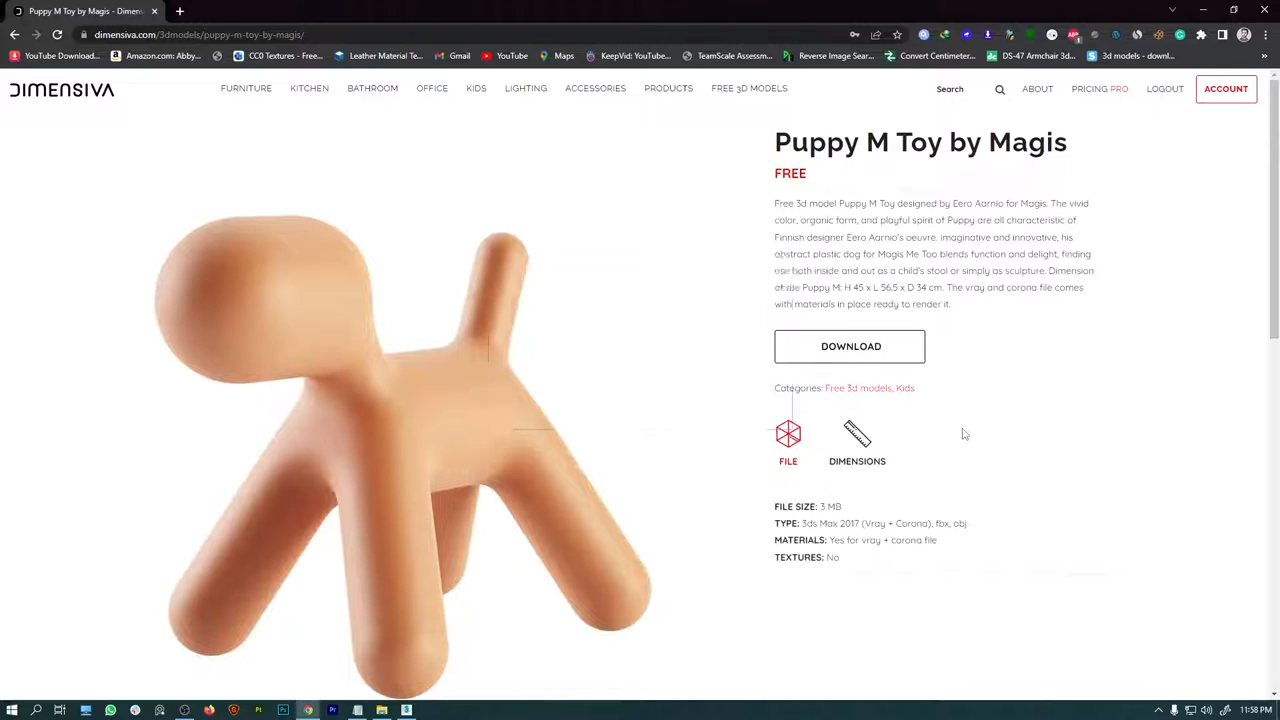 Puppy M Toy by Magis - Dimens
dimensiva.com/3dmodels/puppy-m-toy-by-magis/
YouTube Download... Amazon.com: Abby... CC0 Textures - Free... Leather Material Te... Gmail YouTube Maps KeepVid: YouTube... TeamScale Assessm... Reverse Image Sear... Convert Centimeter... DS-47 Armchair 3d... 3d models - downl...
DIMENSIVA FURNITURE KITCHEN BATHROOM OFFICE KIDS LIGHTING ACCESSORIES PRODUCTS FREE 3D MODELS Search ABOUT PRICING PRO LOGOUT ACCOUNT
Puppy M Toy by Magis
FREE
Free 3d model Puppy M Toy designed by Eero Aarnio for Magis. The vivid
color, organic form, and playful spirit of Puppy are all characteristic of
Finnish designer Eero Aarnio's oeuvre. Imaginative and innovative, his
abstract plastic dog for Magis Me Too blends function and delight, finding
use both inside and out as a child's stool or simply as sculpture. Dimension
of the Puppy M: H 45 x L 56.5 x D 34 cm. The vray and corona file comes
with materials in place ready to render it.
DOWNLOAD
Categories: Free 3d models, Kids
FILE DIMENSIONS
FILE SIZE: 3 MB
TYPE: 3ds Max 2017 (Vray + Corona), fbx, obj
MATERIALS: Yes for vray + corona file
TEXTURES: No
11:58 PM